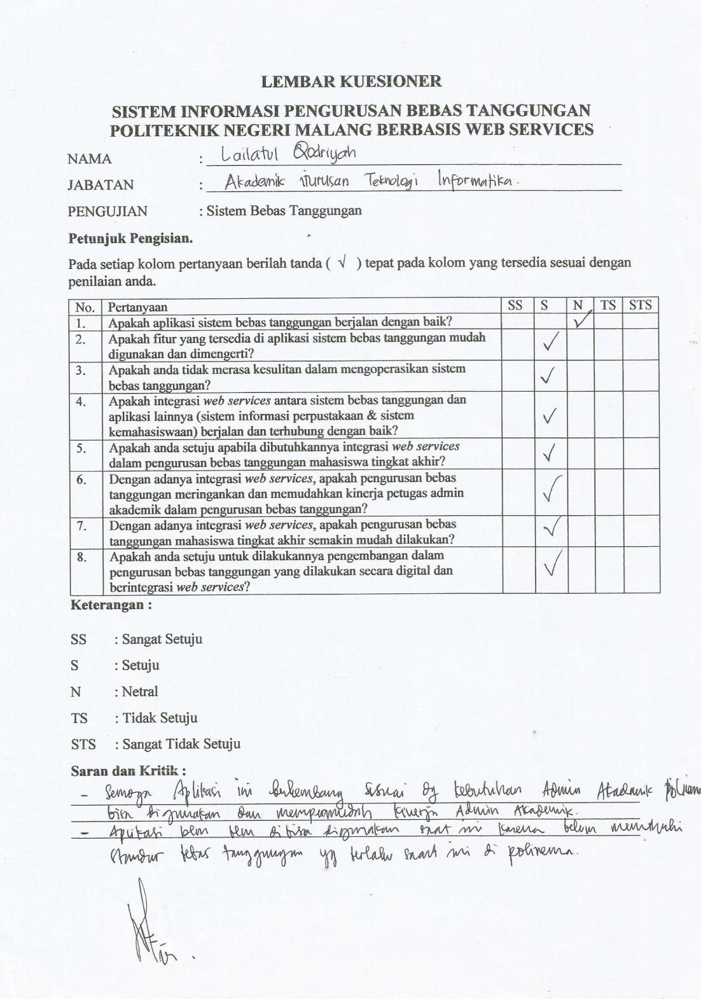 LEMBAR KUESIONER
SISTEM INFORMASI PENGURUSAN BEBAS TANGGUNGAN
POLITEKNIK NEGERI MALANG BERBASIS WEB SERVICES
NAMA : Lailatul Qodriyah
JABATAN : Akademik Jurusan Teknologi Informatika.
PENGUJIAN : Sistem Bebas Tanggungan
Petunjuk Pengisian.
Pada setiap kolom pertanyaan berilah tanda ( √ ) tepat pada kolom yang tersedia sesuai dengan
penilaian anda.
No. Pertanyaan SS S N TS STS
1. Apakah aplikasi sistem bebas tanggungan berjalan dengan baik? ✓
2. Apakah fitur yang tersedia di aplikasi sistem bebas tanggungan mudah ✓
digunakan dan dimengerti?
3. Apakah anda tidak merasa kesulitan dalam mengoperasikan sistem ✓
bebas tanggungan?
4. Apakah integrasi web services antara sistem bebas tanggungan dan
aplikasi lainnya (sistem informasi perpustakaan & sistem ✓
kemahasiswaan) berjalan dan terhubung dengan baik?
5. Apakah anda setuju apabila dibutuhkannya integrasi web services ✓
dalam pengurusan bebas tanggungan mahasiswa tingkat akhir?
6. Dengan adanya integrasi web services, apakah pengurusan bebas
tanggungan meringankan dan memudahkan kinerja petugas admin ✓
akademik dalam pengurusan bebas tanggungan?
7. Dengan adanya integrasi web services, apakah pengurusan bebas ✓
tanggungan mahasiswa tingkat akhir semakin mudah dilakukan?
8. Apakah anda setuju untuk dilakukannya pengembangan dalam
pengurusan bebas tanggungan yang dilakukan secara digital dan ✓
berintegrasi web services?
Keterangan :
SS : Sangat Setuju
S : Setuju
N : Netral
TS : Tidak Setuju
STS : Sangat Tidak Setuju
Saran dan Kritik :
- Semoga Aplikasi ini berkembang sesuai dg kebutuhan Admin Akademik
bisa digunakan dan mempermudah kinerja Admin Akademik.
- Aplikasi blm bisa digunakan saat ini karena belum memenuhi
standur bebas tanggungan yg berlaku saat ini di polinema.